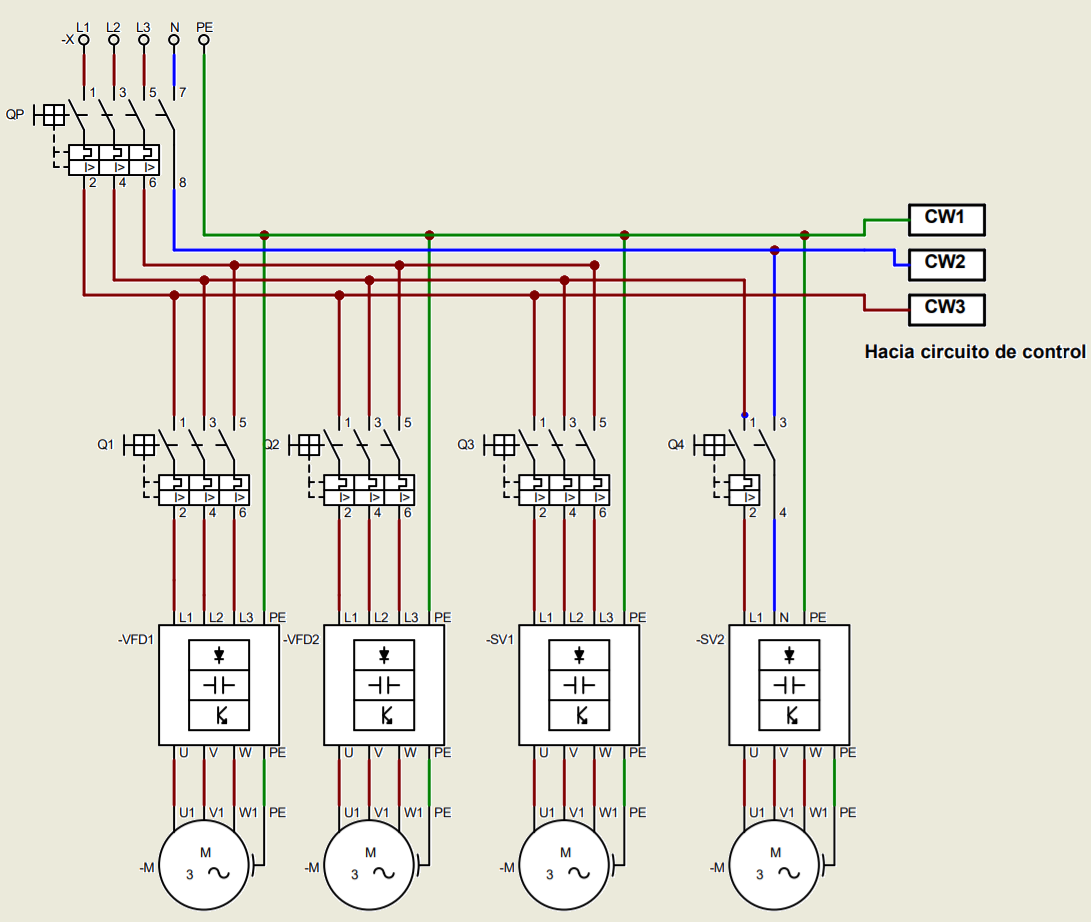 L1 L2 L3 N PE
-X
1 3 5 7
QP
I> I> I>
2 4 6 8
CW1
CW2
CW3
Hacia circuito de control
1 3 5 1 3 5 1 3 5 1 3
Q1 Q2 Q3 Q4
I> I> I> I> I> I> I> I> I> I>
2 4 6 2 4 6 2 4 6 2 4
L1 L2 L3 PE L1 L2 L3 PE L1 L2 L3 PE L1 N PE
-VFD1 -VFD2 -SV1 -SV2
U V W PE U V W PE U V W PE U V W PE
U1 V1 W1 PE U1 V1 W1 PE U1 V1 W1 PE U1 V1 W1 PE
M M M M
-M 3 -M 3 -M 3 -M 3